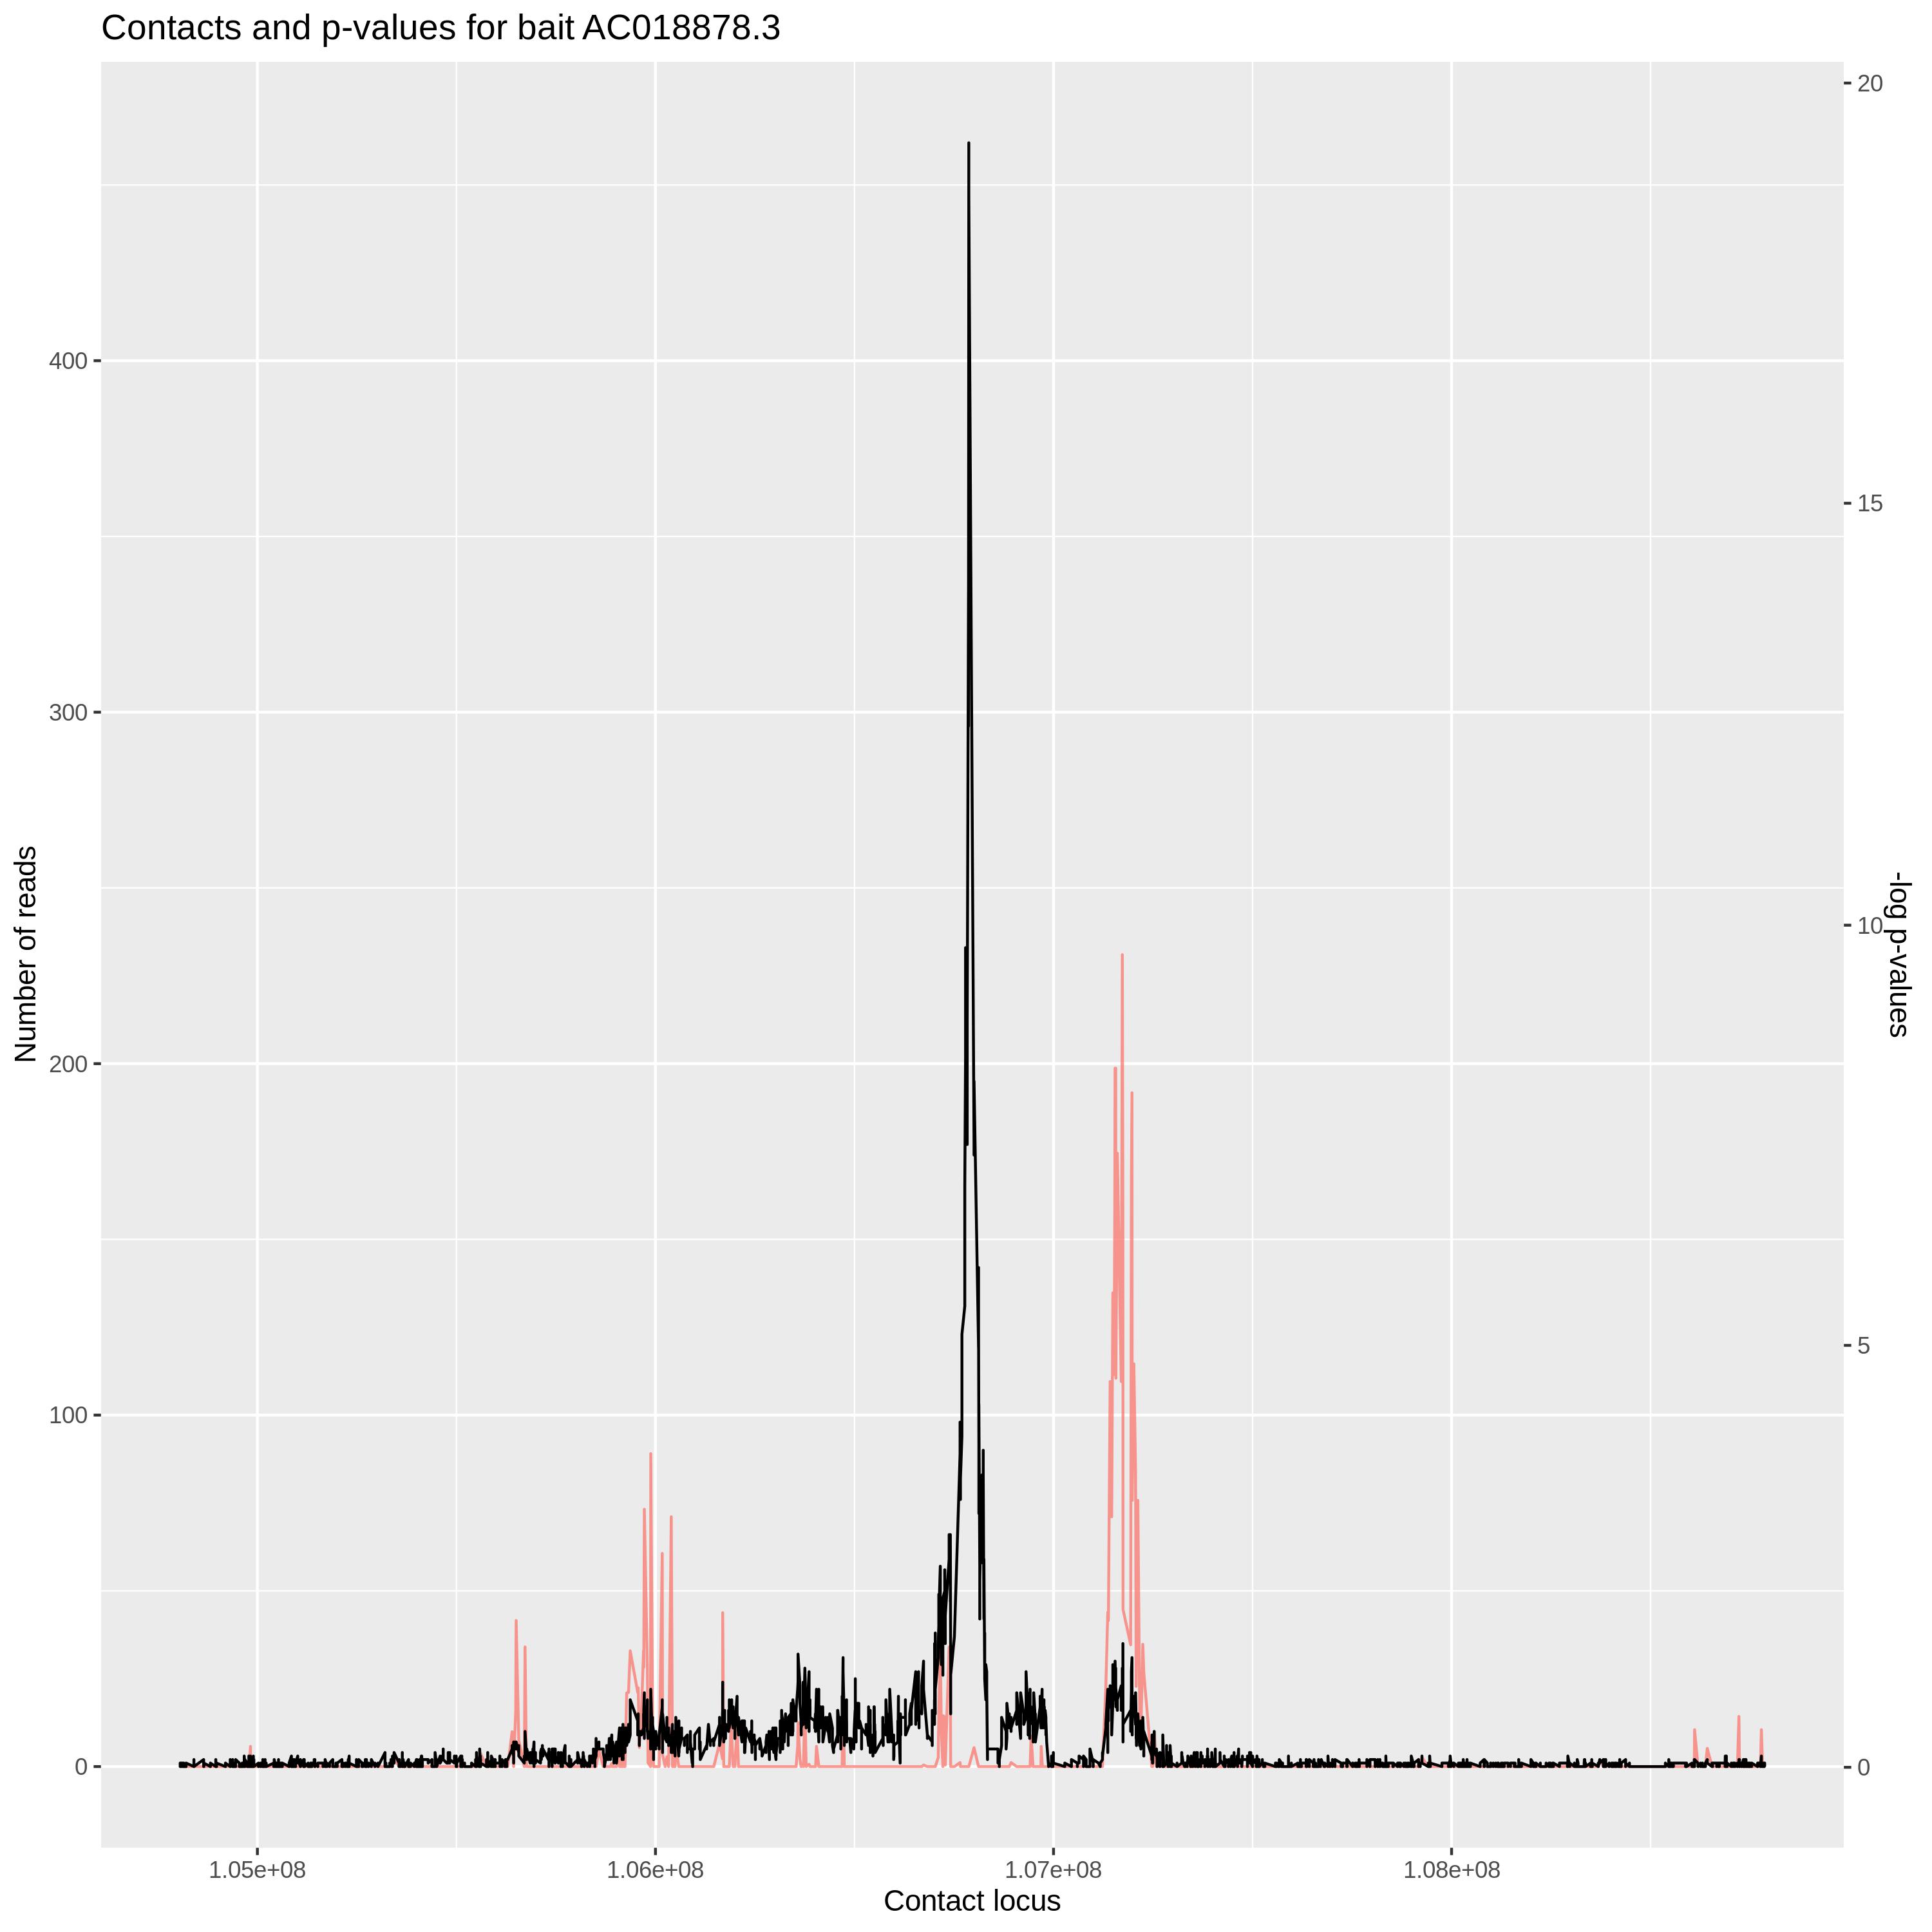 Contacts and p-values for bait AC018878.3
20
15
10
5
0
-log p-values
400
300
200
100
0
Number of reads
1.05e+08
1.06e+08
1.07e+08
1.08e+08
Contact locus